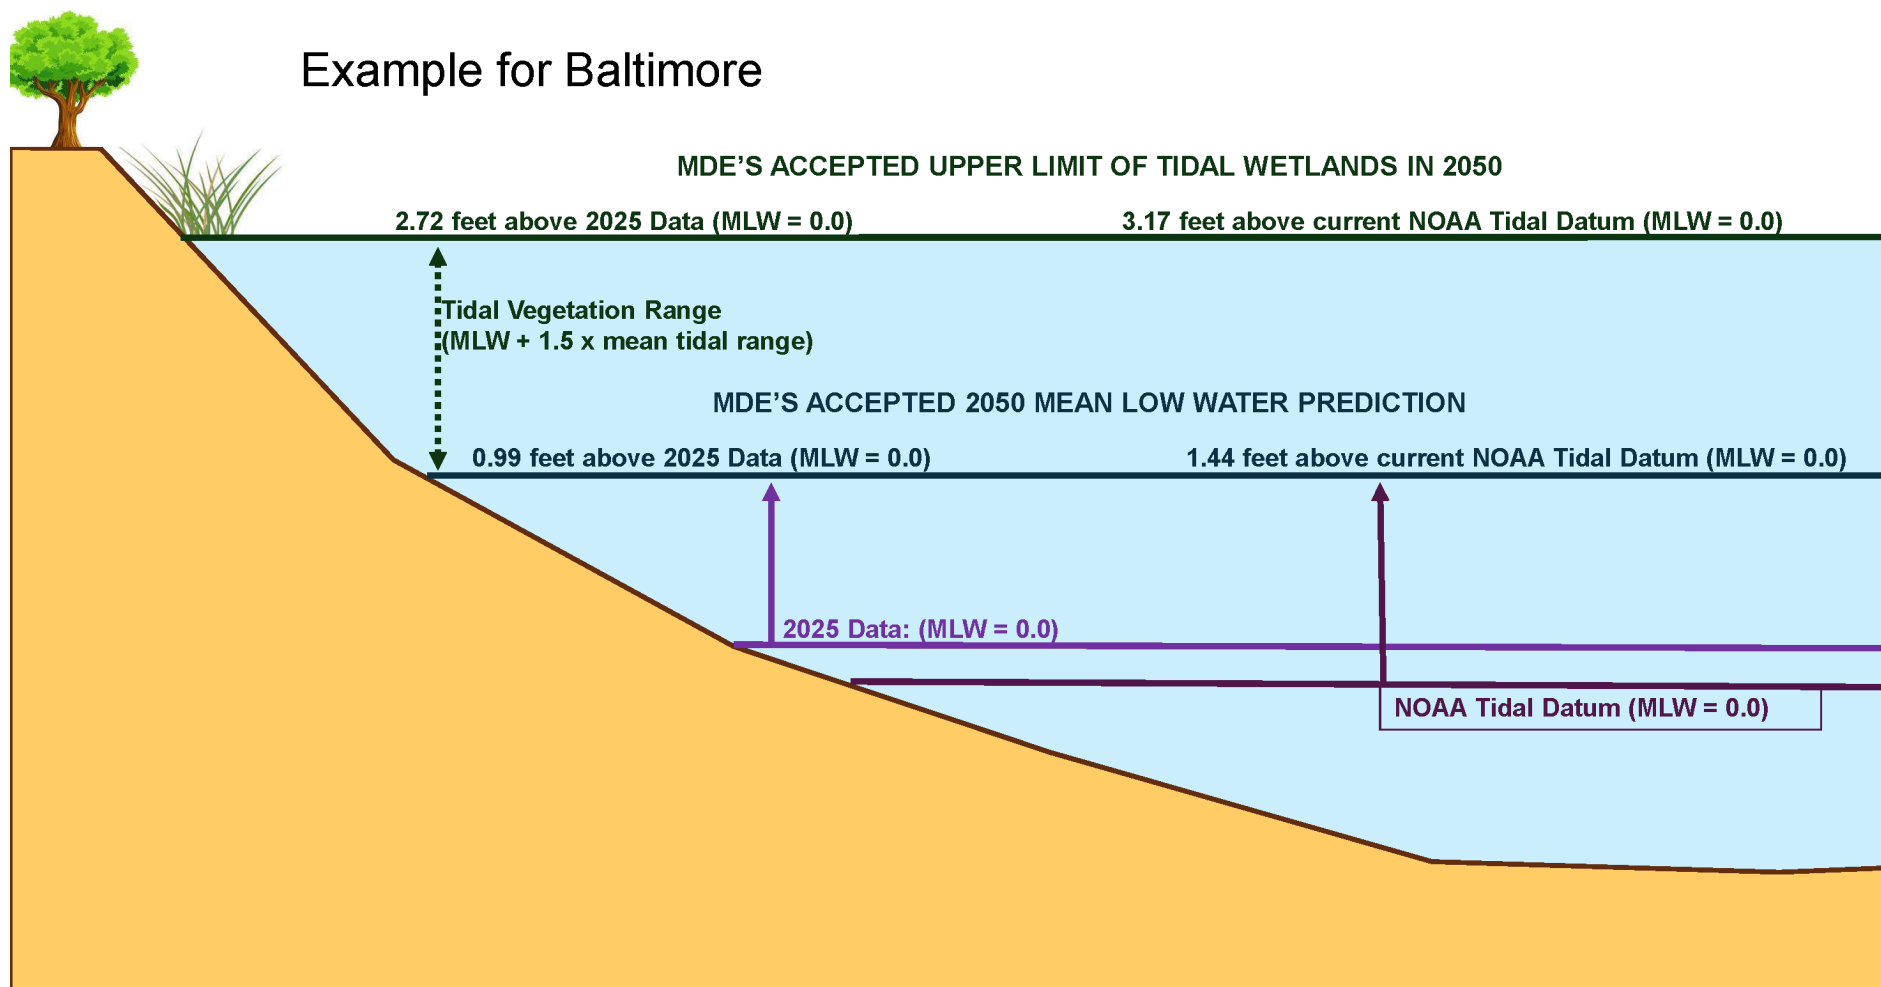 Example for Baltimore
MDE’S ACCEPTED UPPER LIMIT OF TIDAL WETLANDS IN 2050
2.72 feet above 2025 Data (MLW = 0.0)
3.17 feet above current NOAA Tidal Datum (MLW = 0.0)
Tidal Vegetation Range
(MLW + 1.5 x mean tidal range)
MDE’S ACCEPTED 2050 MEAN LOW WATER PREDICTION
0.99 feet above 2025 Data (MLW = 0.0)
1.44 feet above current NOAA Tidal Datum (MLW = 0.0)
2025 Data: (MLW = 0.0)
NOAA Tidal Datum (MLW = 0.0)